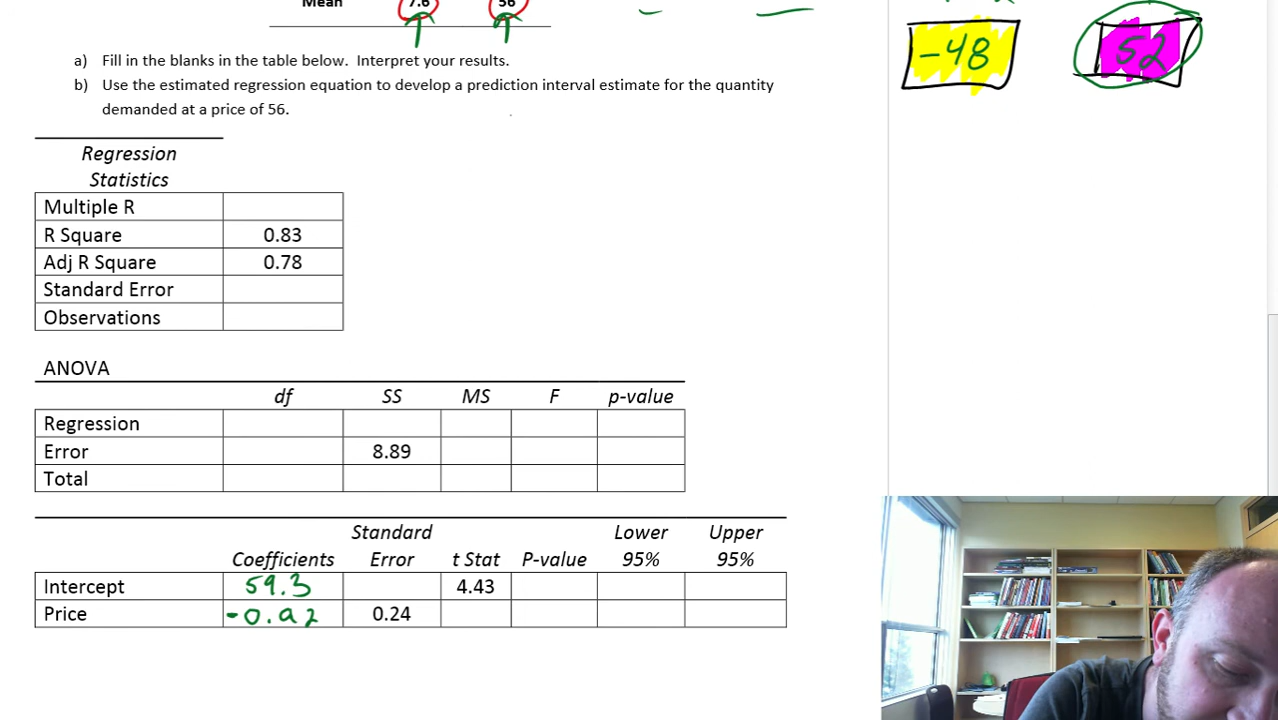 Mean 7.6 56
-48 52
a) Fill in the blanks in the table below. Interpret your results.
b) Use the estimated regression equation to develop a prediction interval estimate for the quantity
demanded at a price of 56.
Regression
Statistics
Multiple R
R Square 0.83
Adj R Square 0.78
Standard Error
Observations
ANOVA
df SS MS F p-value
Regression
Error 8.89
Total
Standard Lower Upper
Coefficients Error t Stat P-value 95% 95%
Intercept 59.3 4.43
Price -0.92 0.24